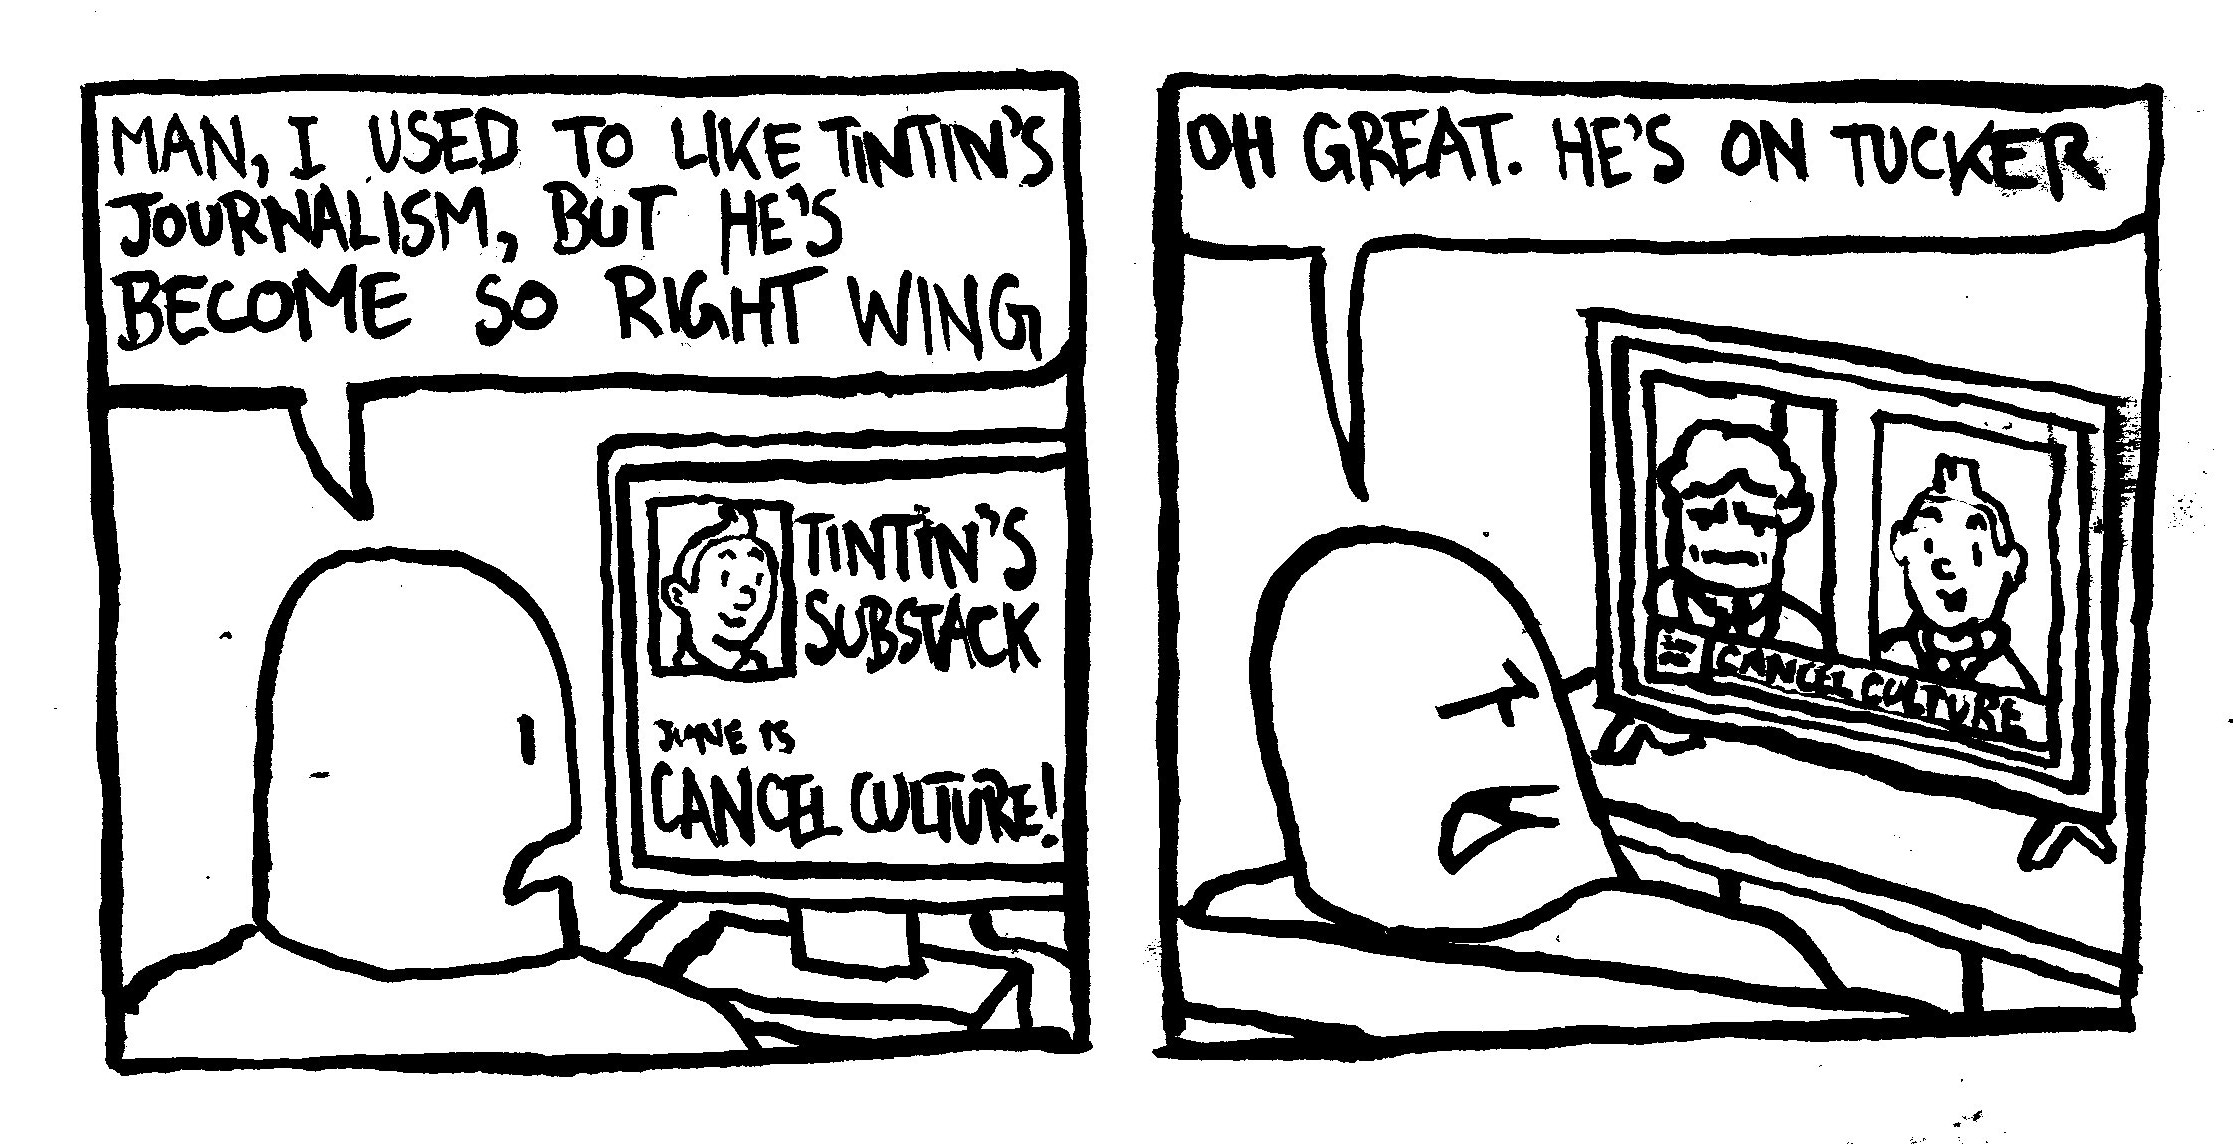 MAN, I USED TO LIKE TINTIN'S
JOURNALISM, BUT HE'S
BECOME SO RIGHT WING
TINTIN'S
SUBSTACK
JUNE IS
CANCEL CULTURE!
OH GREAT. HE'S ON TUCKER
CANCEL CULTURE